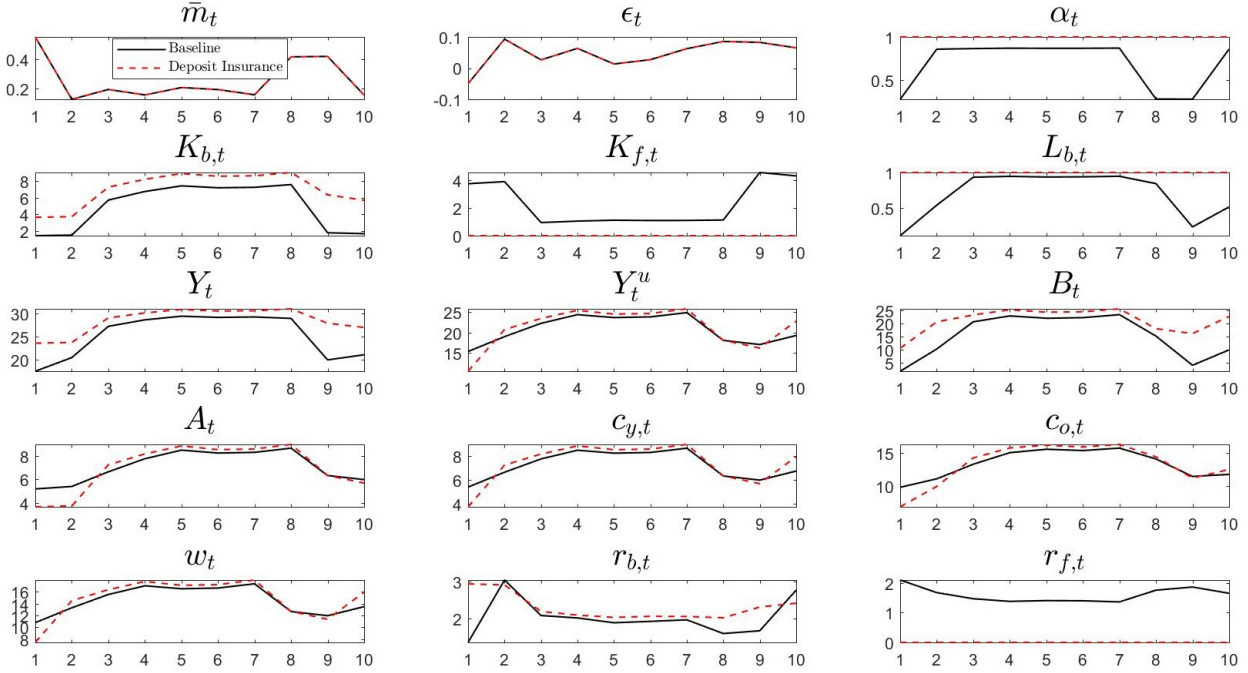 m̄_t ϵ_t α_t
Baseline
Deposit Insurance
0.4 0.2
1 2 3 4 5 6 7 8 9 10
0.1 0 -0.1
1 2 3 4 5 6 7 8 9 10
1 0.5
1 2 3 4 5 6 7 8 9 10
K_{b,t} K_{f,t} L_{b,t}
8 6 4 2
1 2 3 4 5 6 7 8 9 10
4 2 0
1 2 3 4 5 6 7 8 9 10
1 0.5
1 2 3 4 5 6 7 8 9 10
Y_t Y_t^u B_t
30 25 20
1 2 3 4 5 6 7 8 9 10
25 20 15
1 2 3 4 5 6 7 8 9 10
25 20 15 10 5
1 2 3 4 5 6 7 8 9 10
A_t c_{y,t} c_{o,t}
8 6 4
1 2 3 4 5 6 7 8 9 10
8 6 4
1 2 3 4 5 6 7 8 9 10
15 10
1 2 3 4 5 6 7 8 9 10
w_t r_{b,t} r_{f,t}
16 14 12 10 8
1 2 3 4 5 6 7 8 9 10
3 2
1 2 3 4 5 6 7 8 9 10
2 1 0
1 2 3 4 5 6 7 8 9 10